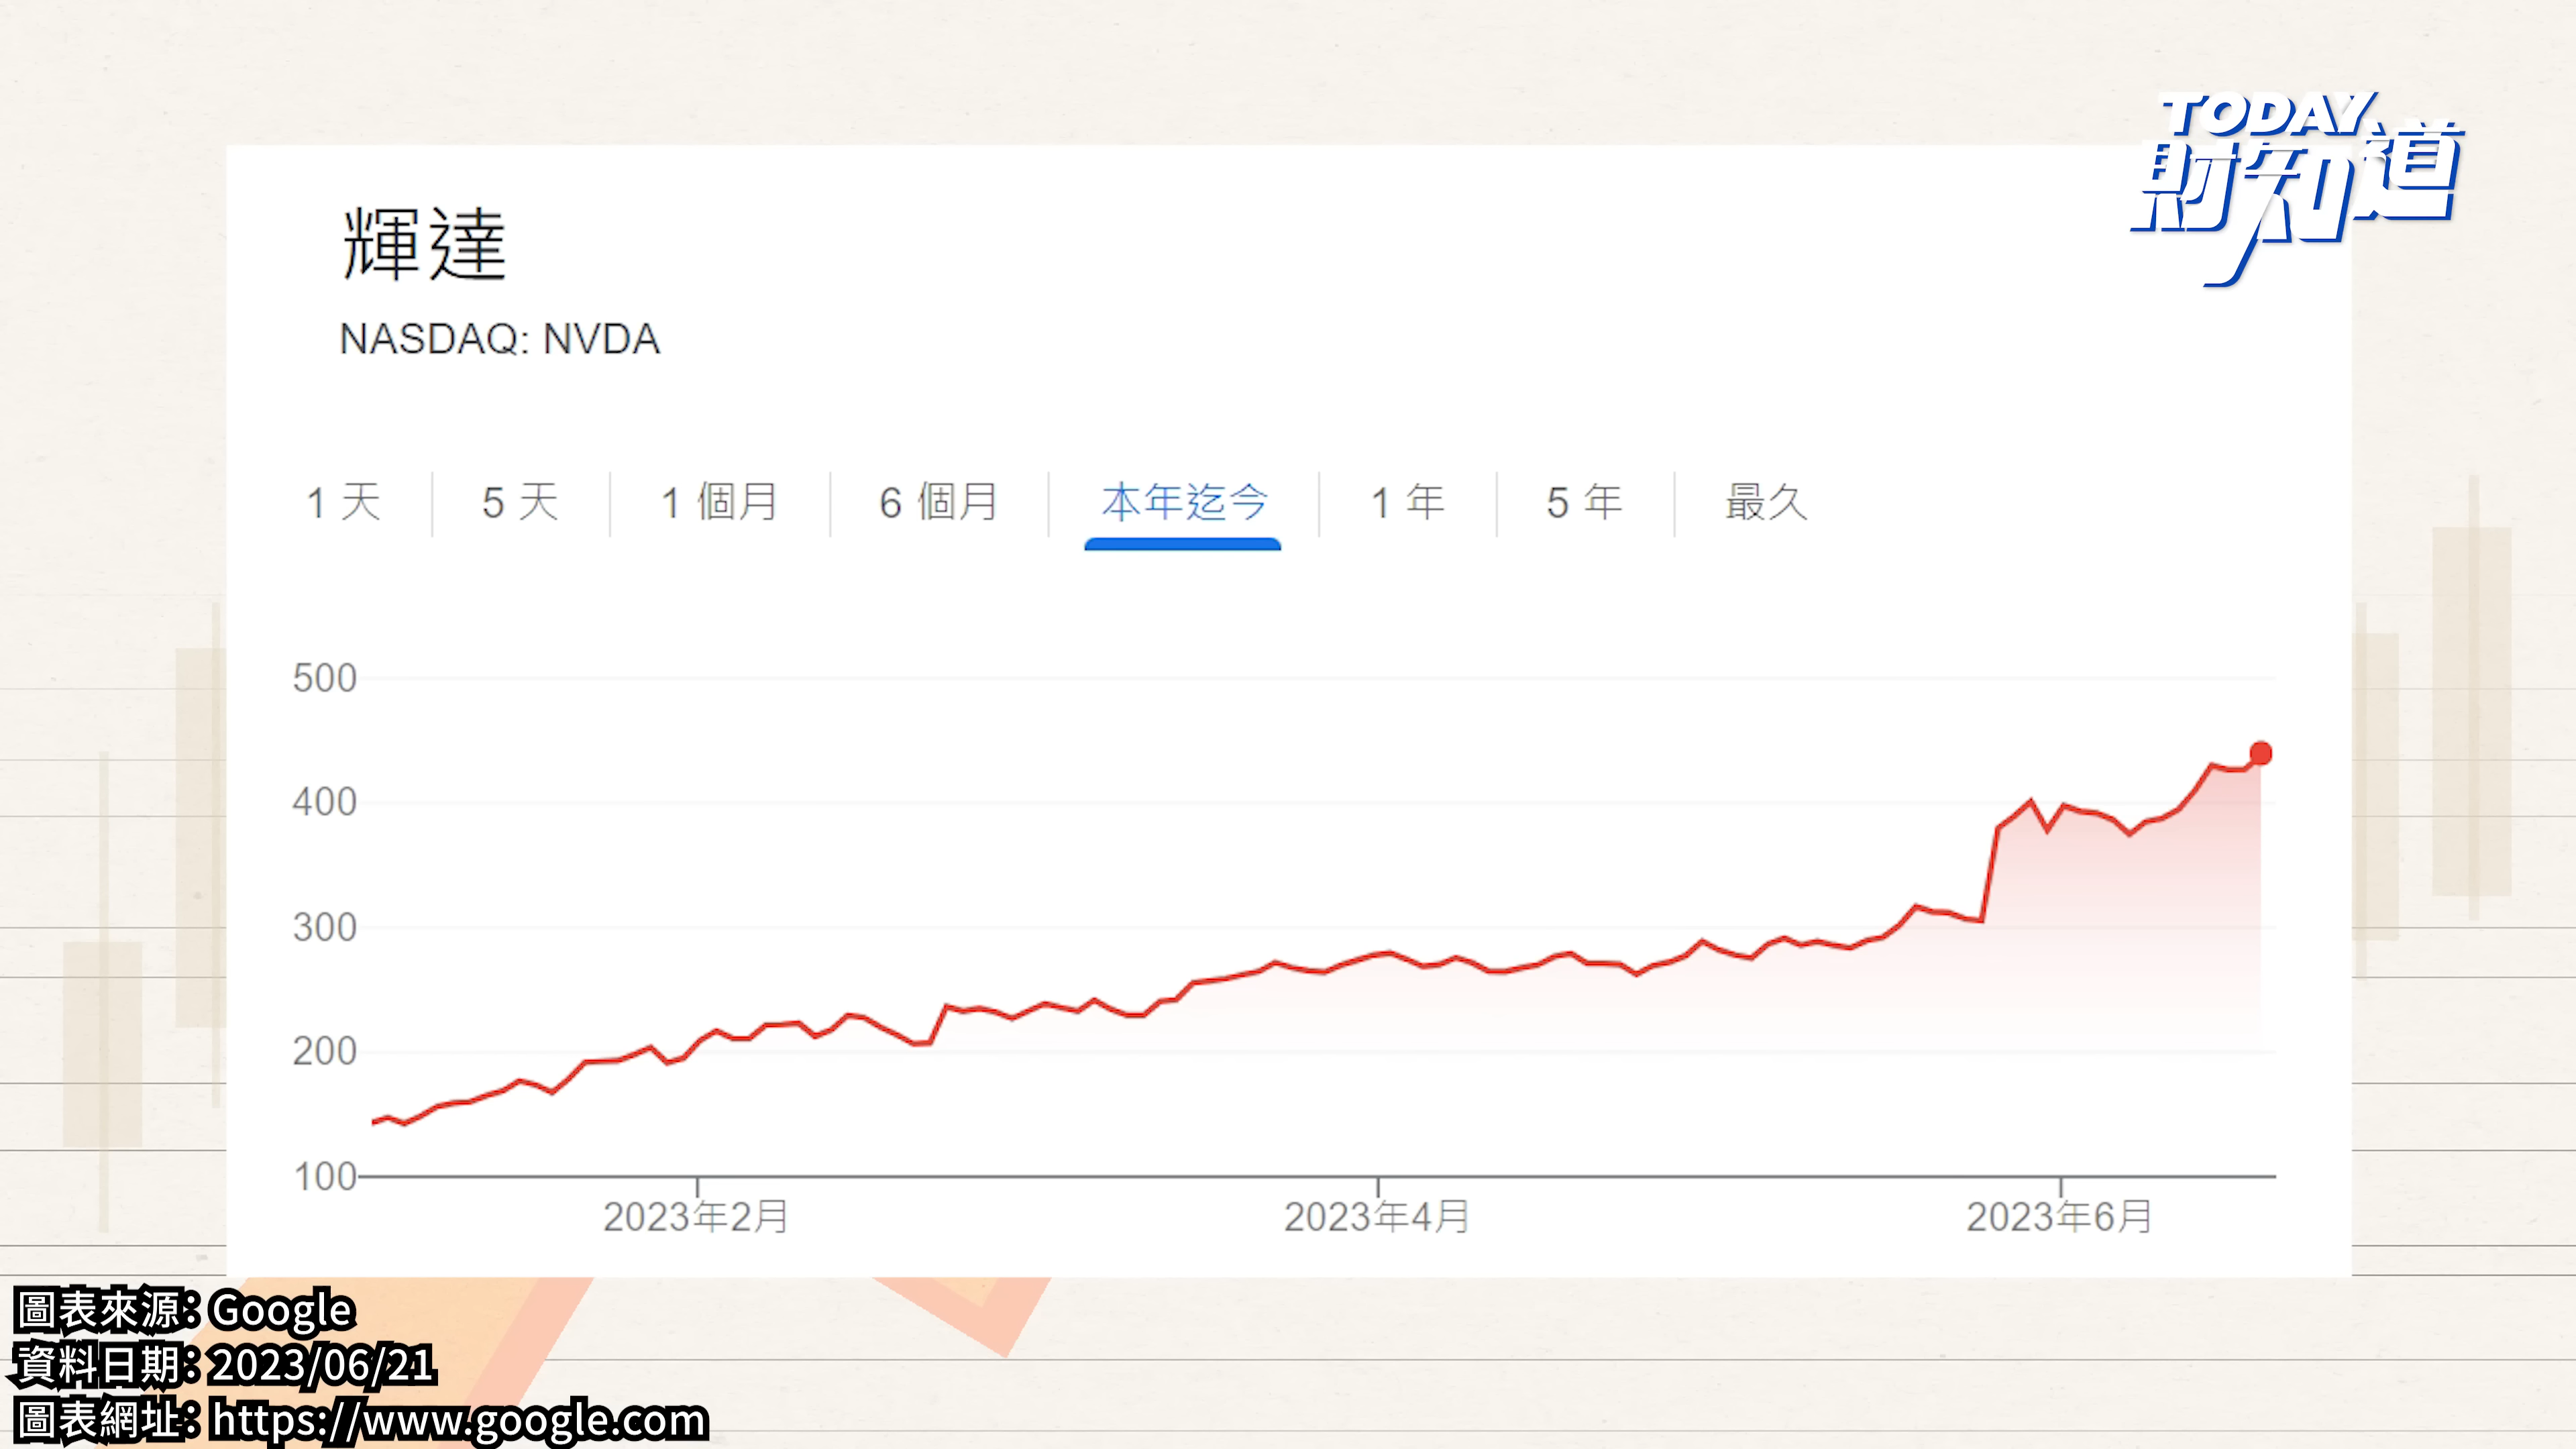 TODAY
財知道
輝達
NASDAQ: NVDA
1 天 5 天 1 個月 6 個月 本年迄今 1 年 5 年 最久
500
400
300
200
100
2023年2月 2023年4月 2023年6月
圖表來源: Google
資料日期: 2023/06/21
圖表網址: https://www.google.com